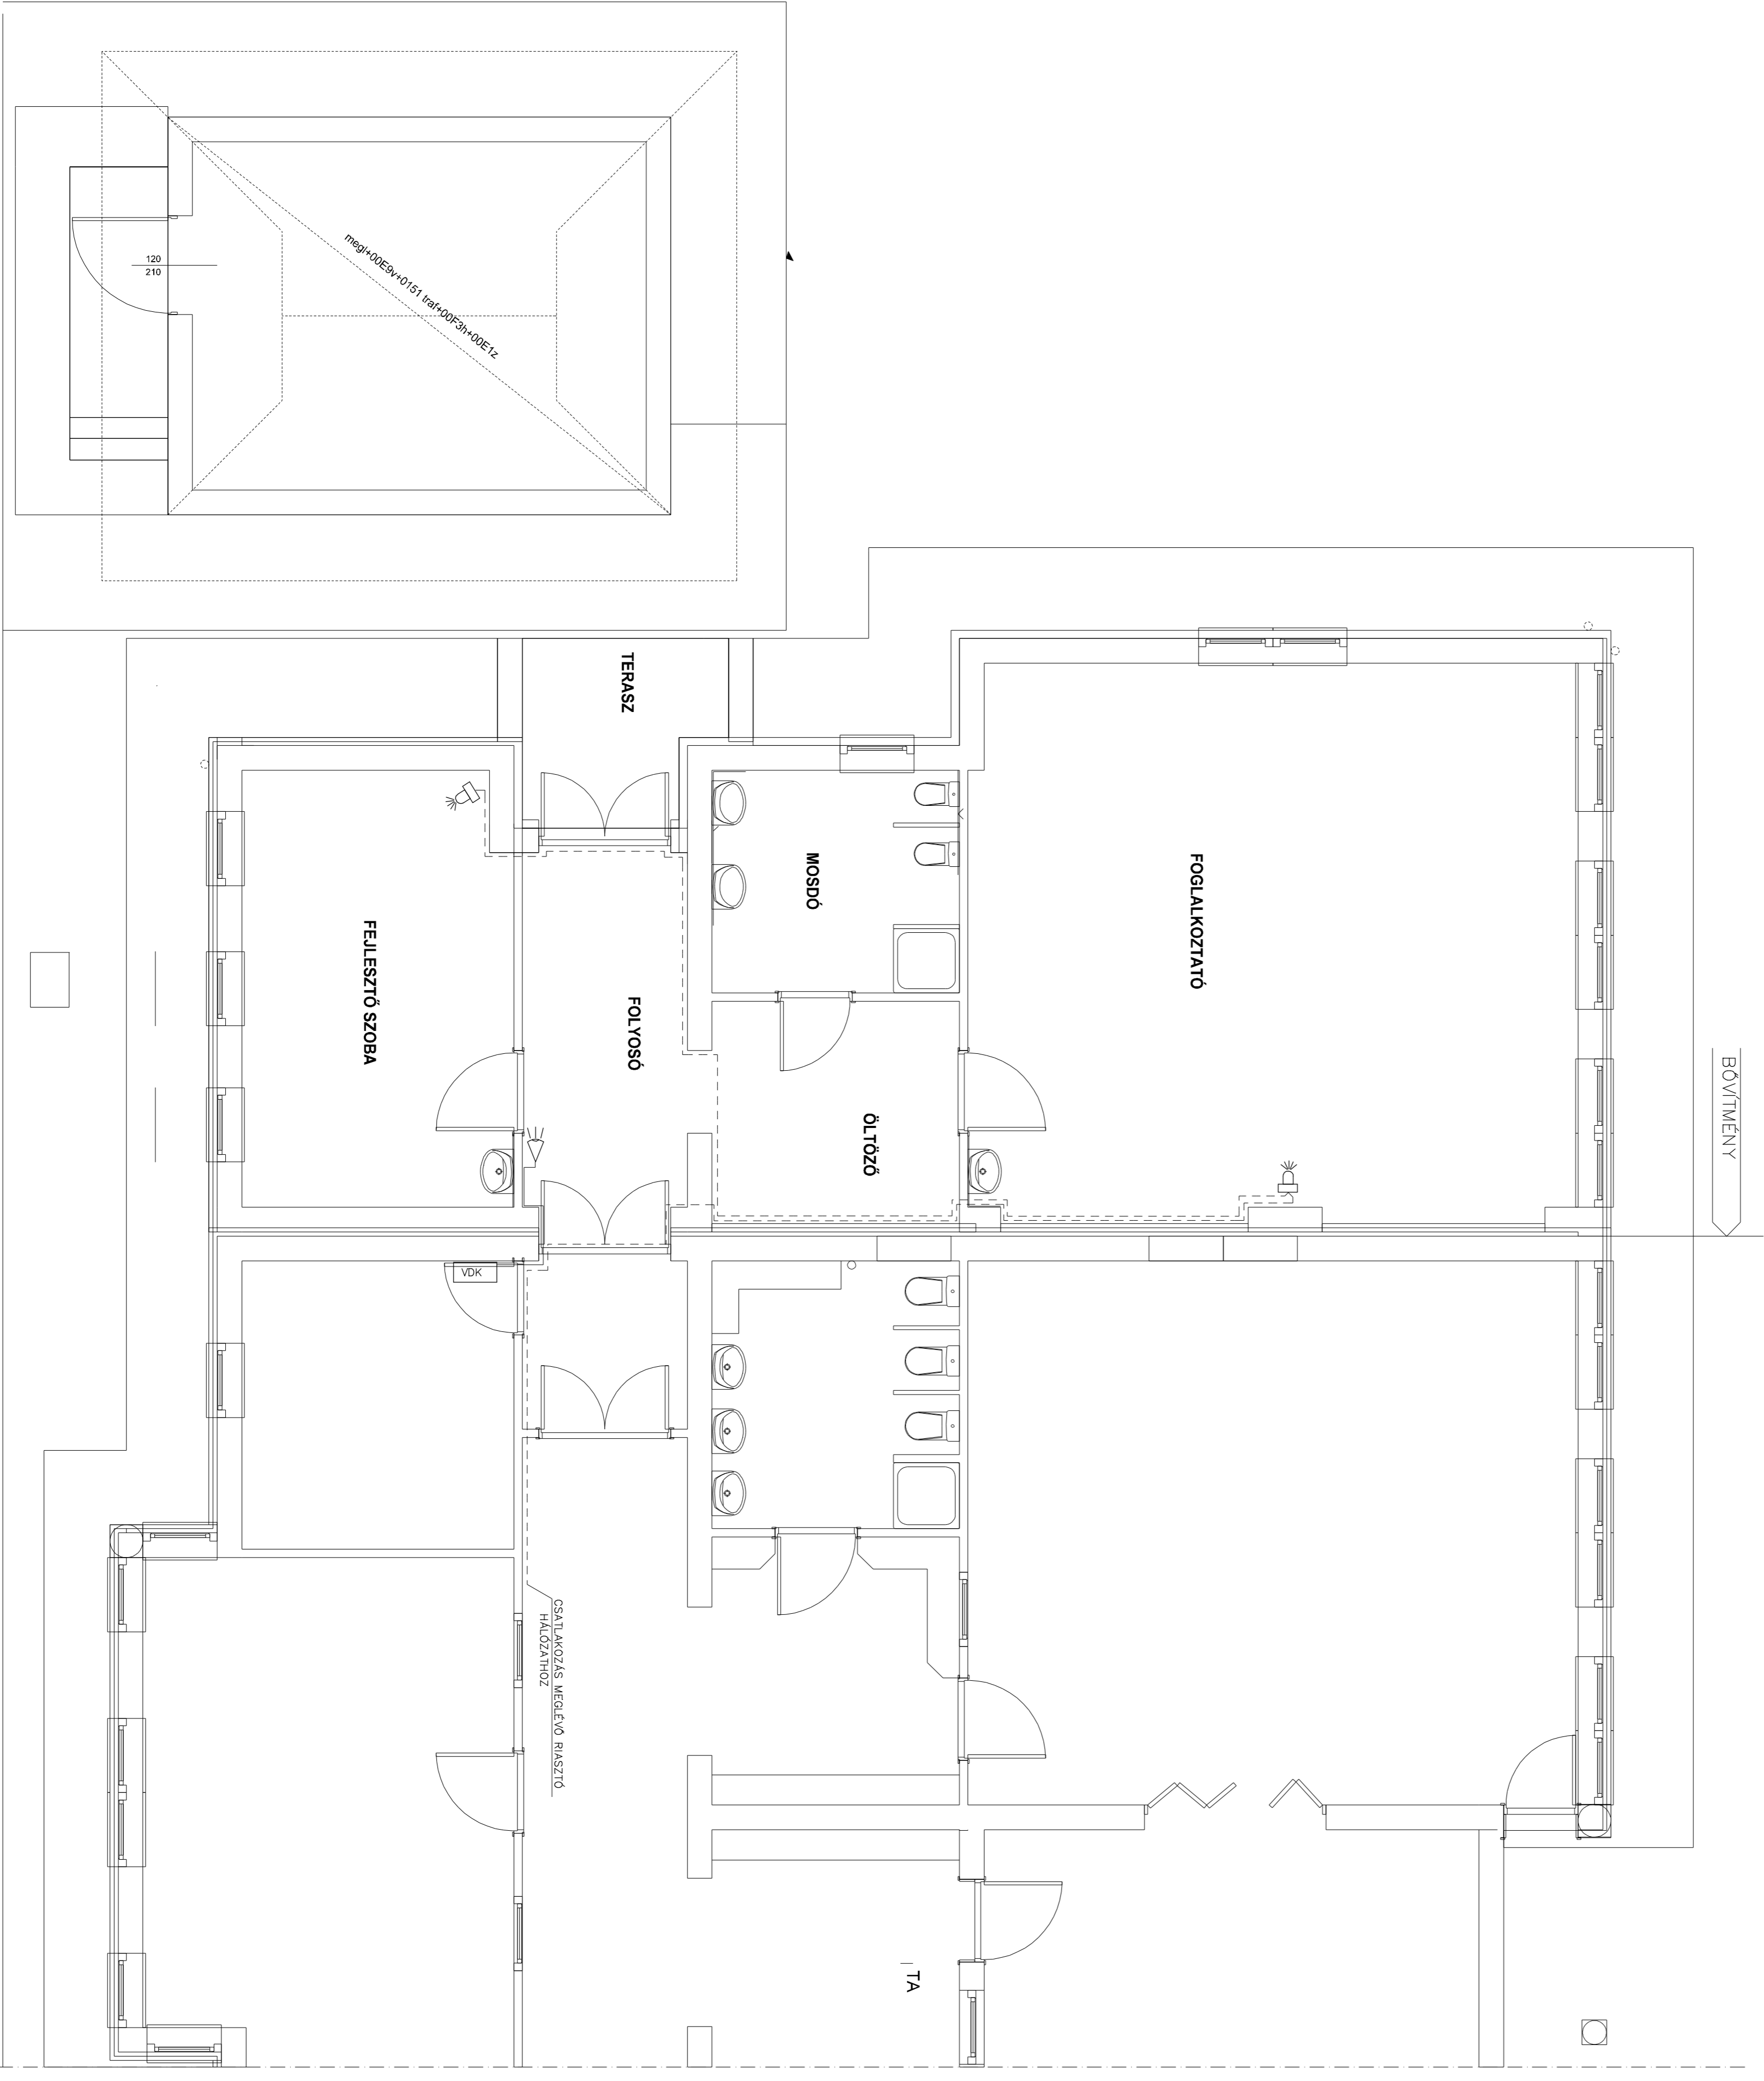 120
210
megl+00E9v+0151 traf+00F3h+00E1z
TERASZ
MOSDÓ
FOGLALKOZTATÓ
FEJLESZTŐ SZOBA
FOLYOSÓ
ÖLTÖZŐ
BŐVÍTMÉNY
VDK
CSATLAKOZÁS MEGLÉVŐ RIASZTÓ
HÁLÓZATHOZ
TA